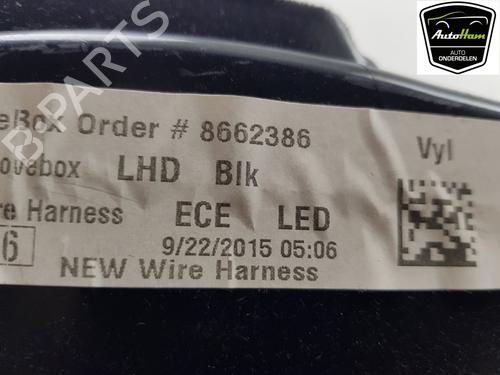 AutoHam
AUTO
ONDERDELEN
eBox Order # 8662386
Vyl
ovebox LHD Blk
re Harness ECE LED
6 9/22/2015 05:06
NEW Wire Harness
B-PARTS